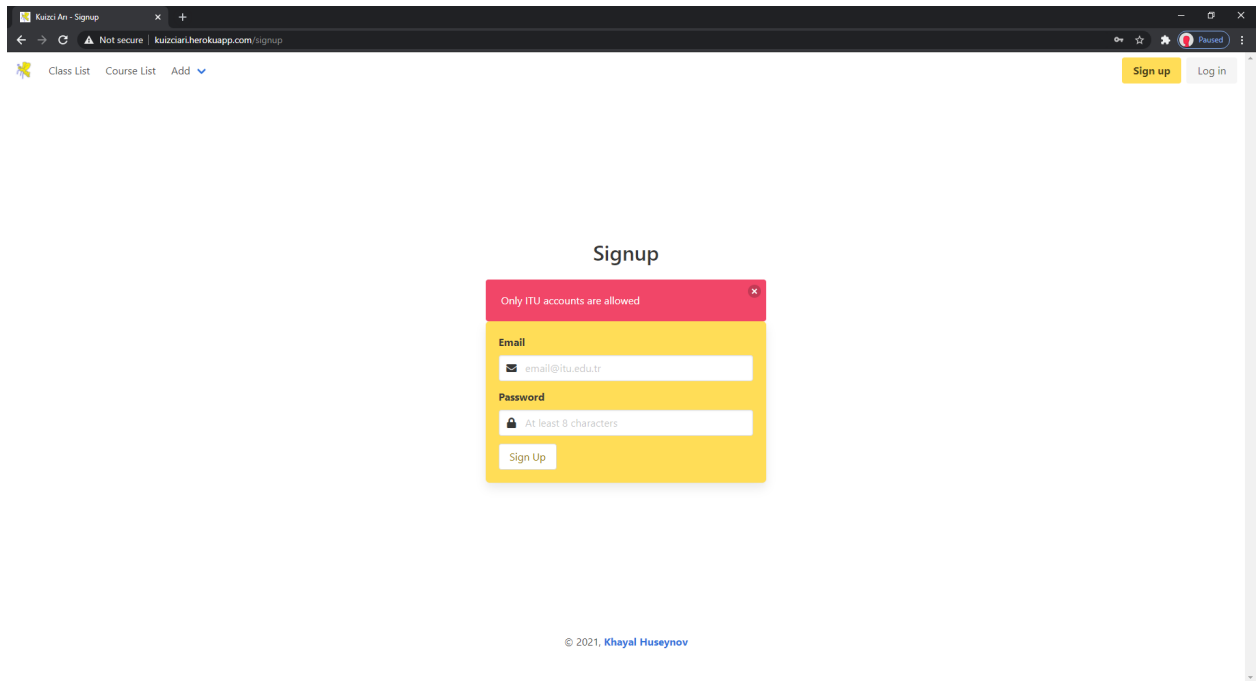 Kuizci Arı - Signup
Not secure | kuizciari.herokuapp.com/signup
Paused
Class List Course List Add
Sign up Log in
Signup
Only ITU accounts are allowed
Email
email@itu.edu.tr
Password
At least 8 characters
Sign Up
© 2021, Khayal Huseynov